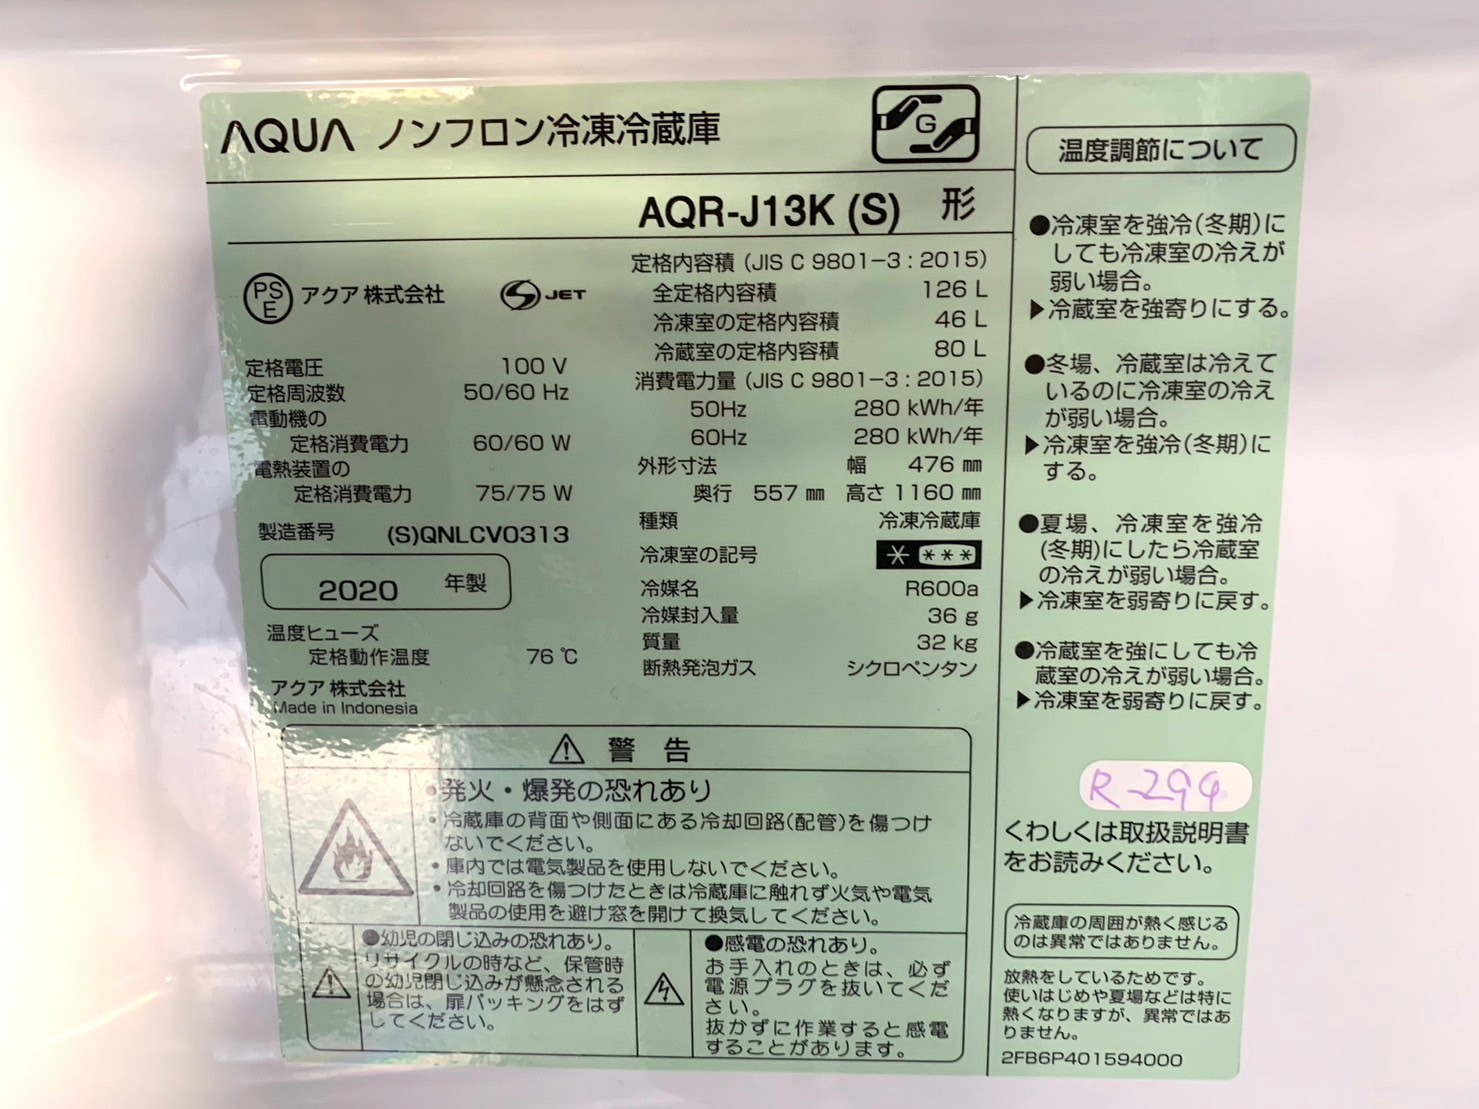 AQUA ノンフロン冷凍冷蔵庫
G
AQR-J13K (S) 形
PS
E
アクア 株式会社
S JET
定格電圧 100 V
定格周波数 50/60 Hz
電動機の
定格消費電力 60/60 W
電熱装置の
定格消費電力 75/75 W
製造番号 (S)QNLCV0313
2020 年製
温度ヒューズ
定格動作温度 76 ℃
アクア 株式会社
Made in Indonesia
定格内容積 (JIS C 9801-3 : 2015)
全定格内容積 126 L
冷凍室の定格内容積 46 L
冷蔵室の定格内容積 80 L
消費電力量 (JIS C 9801-3 : 2015)
50Hz 280 kWh/年
60Hz 280 kWh/年
外形寸法 幅 476 ㎜
奥行 557 ㎜ 高さ 1160 ㎜
種類 冷凍冷蔵庫
冷凍室の記号 * ***
冷媒名 R600a
冷媒封入量 36 g
質量 32 kg
断熱発泡ガス シクロペンタン
⚠ 警 告
•発火・爆発の恐れあり
・冷蔵庫の背面や側面にある冷却回路(配管)を傷つけ
ないでください。
・庫内では電気製品を使用しないでください。
・冷却回路を傷つけたときは冷蔵庫に触れず火気や電気
製品の使用を避け窓を開けて換気してください。
●幼児の閉じ込みの恐れあり。
リサイクルの時など、保管時
の幼児閉じ込みが懸念される
場合は、扉パッキングをはず
してください。
●感電の恐れあり。
お手入れのときは、必ず
電源プラグを抜いてくだ
さい。
抜かずに作業すると感電
することがあります。
温度調節について
●冷凍室を強冷(冬期)に
しても冷凍室の冷えが
弱い場合。
▶冷蔵室を強寄りにする。
●冬場、冷蔵室は冷えて
いるのに冷凍室の冷え
が弱い場合。
▶冷凍室を強冷(冬期)に
する。
●夏場、冷凍室を強冷
(冬期)にしたら冷蔵室
の冷えが弱い場合。
▶冷凍室を弱寄りに戻す。
●冷蔵室を強にしても冷
蔵室の冷えが弱い場合。
▶冷凍室を弱寄りに戻す。
R-299
くわしくは取扱説明書
をお読みください。
冷蔵庫の周囲が熱く感じる
のは異常ではありません。
放熱をしているためです。
使いはじめや夏場などは特に
熱くなりますが、異常ではあ
りません。
2FB6P401594000